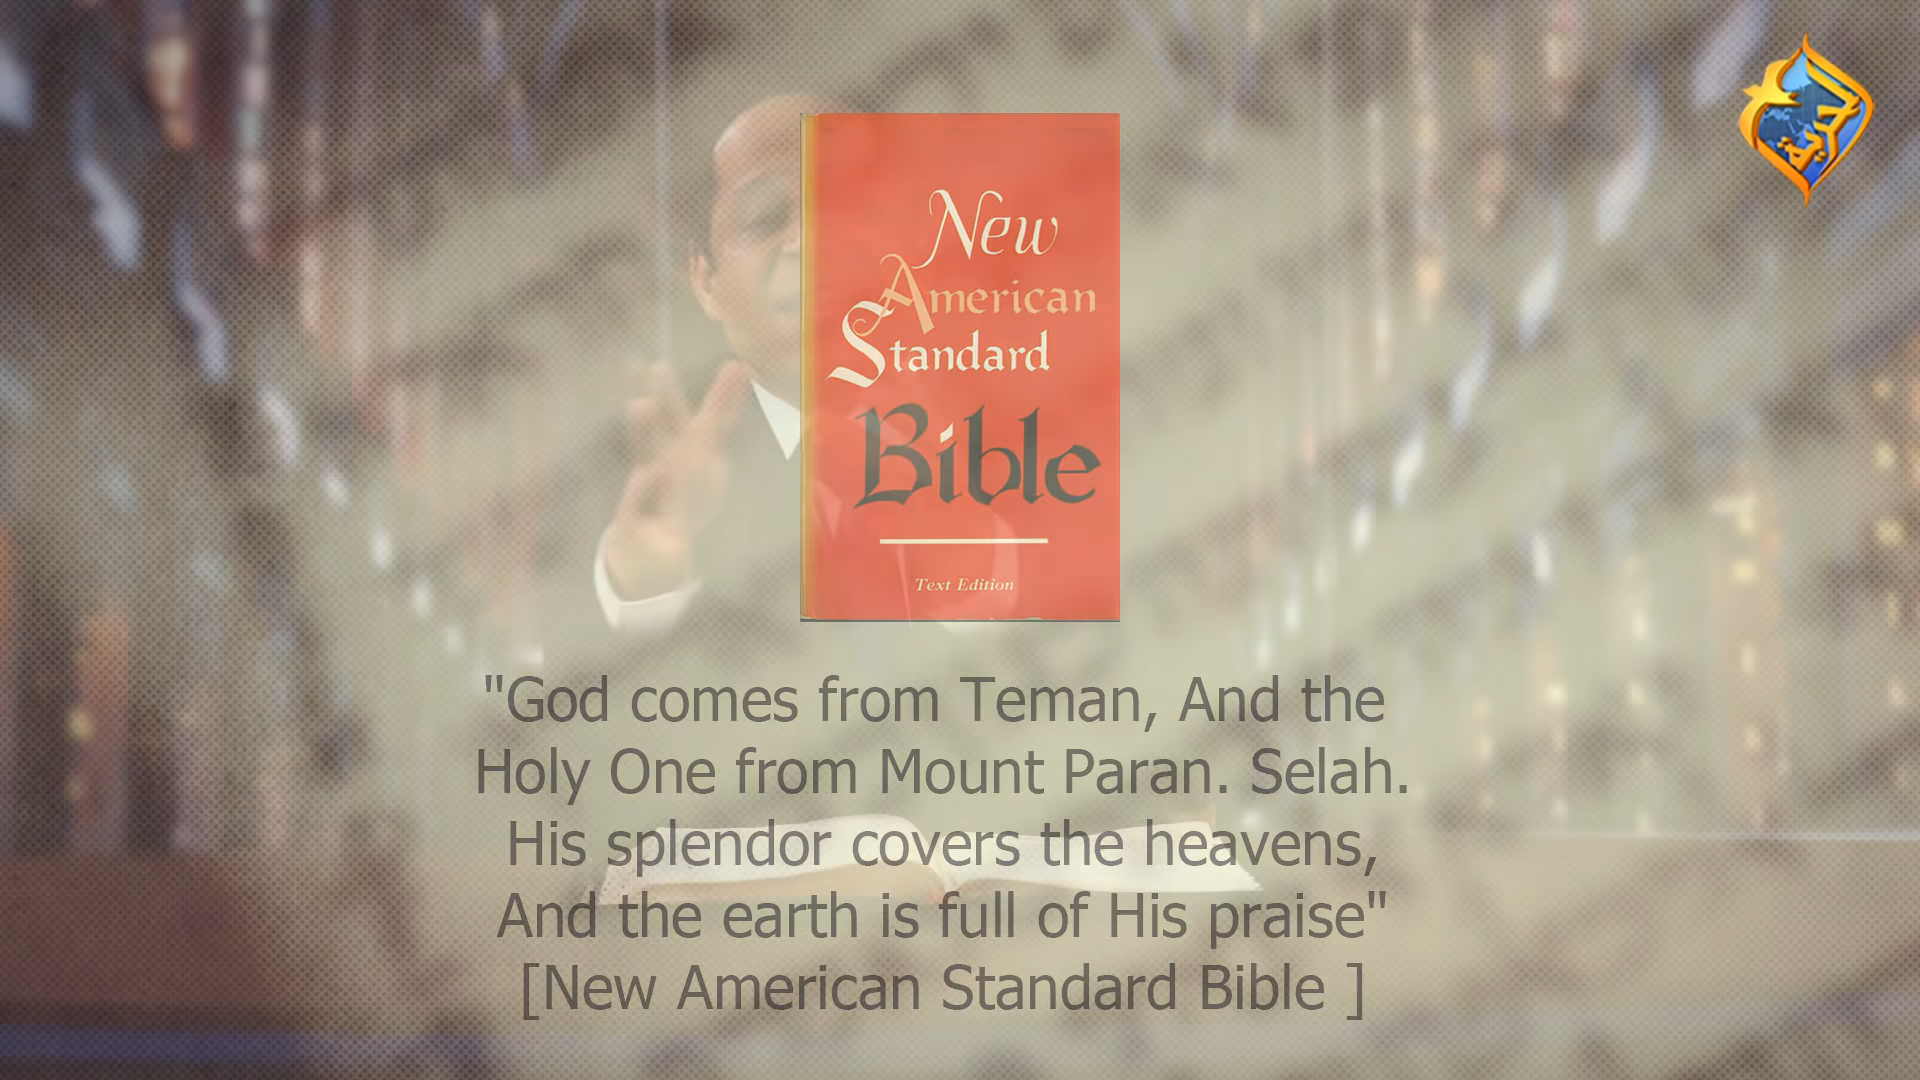 الحرية
New
American
Standard
Bible
Text Edition
"God comes from Teman, And the
Holy One from Mount Paran. Selah.
His splendor covers the heavens,
And the earth is full of His praise"
[New American Standard Bible ]